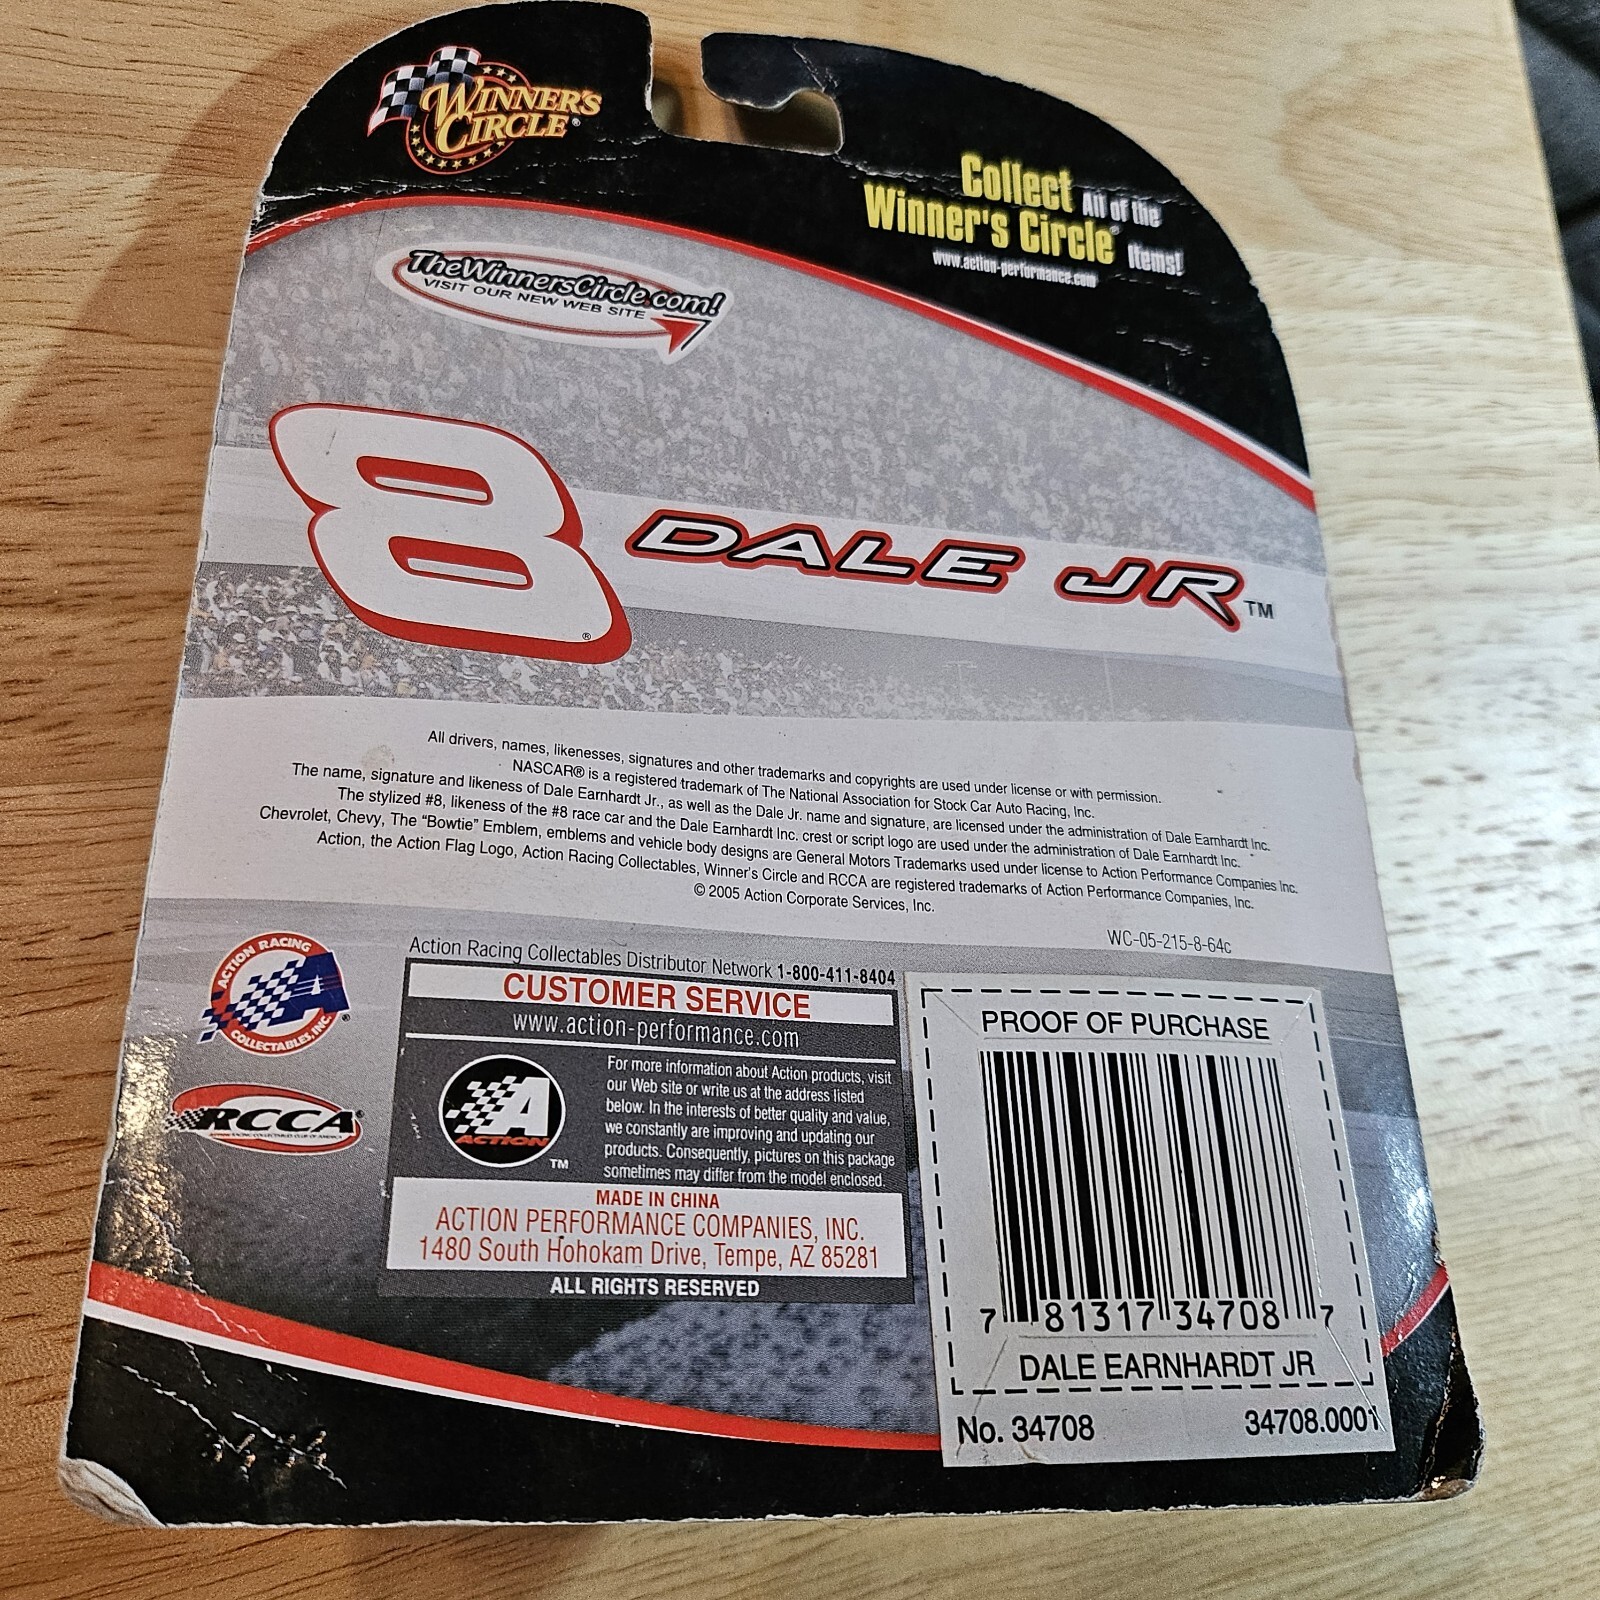 WINNER'S
CIRCLE®
Collect All of the
Winner's Circle® Items!
www.action-performance.com
TheWinnersCircle.com!
VISIT OUR NEW WEB SITE
8®
DALE JR™
All drivers, names, likenesses, signatures and other trademarks and copyrights are used under license or with permission.
NASCAR® is a registered trademark of The National Association for Stock Car Auto Racing, Inc.
The name, signature and likeness of Dale Earnhardt Jr., as well as the Dale Jr. name and signature, are licensed under the administration of Dale Earnhardt Inc.
The stylized #8, likeness of the #8 race car and the Dale Earnhardt Inc. crest or script logo are used under the administration of Dale Earnhardt Inc.
Chevrolet, Chevy, The "Bowtie" Emblem, emblems and vehicle body designs are General Motors Trademarks used under license to Action Performance Companies Inc.
Action, the Action Flag Logo, Action Racing Collectables, Winner's Circle and RCCA are registered trademarks of Action Performance Companies, Inc.
© 2005 Action Corporate Services, Inc.
WC-05-215-8-64c
ACTION RACING
COLLECTABLES, INC.®
RCCA®
RACING COLLECTABLES CLUB OF AMERICA
Action Racing Collectables Distributor Network 1-800-411-8404
CUSTOMER SERVICE
www.action-performance.com
A
ACTION™
For more information about Action products, visit
our Web site or write us at the address listed
below. In the interests of better quality and value,
we constantly are improving and updating our
products. Consequently, pictures on this package
sometimes may differ from the model enclosed.
MADE IN CHINA
ACTION PERFORMANCE COMPANIES, INC.
1480 South Hohokam Drive, Tempe, AZ 85281
ALL RIGHTS RESERVED
PROOF OF PURCHASE
7 81317 34708 7
DALE EARNHARDT JR
No. 34708 34708.0001